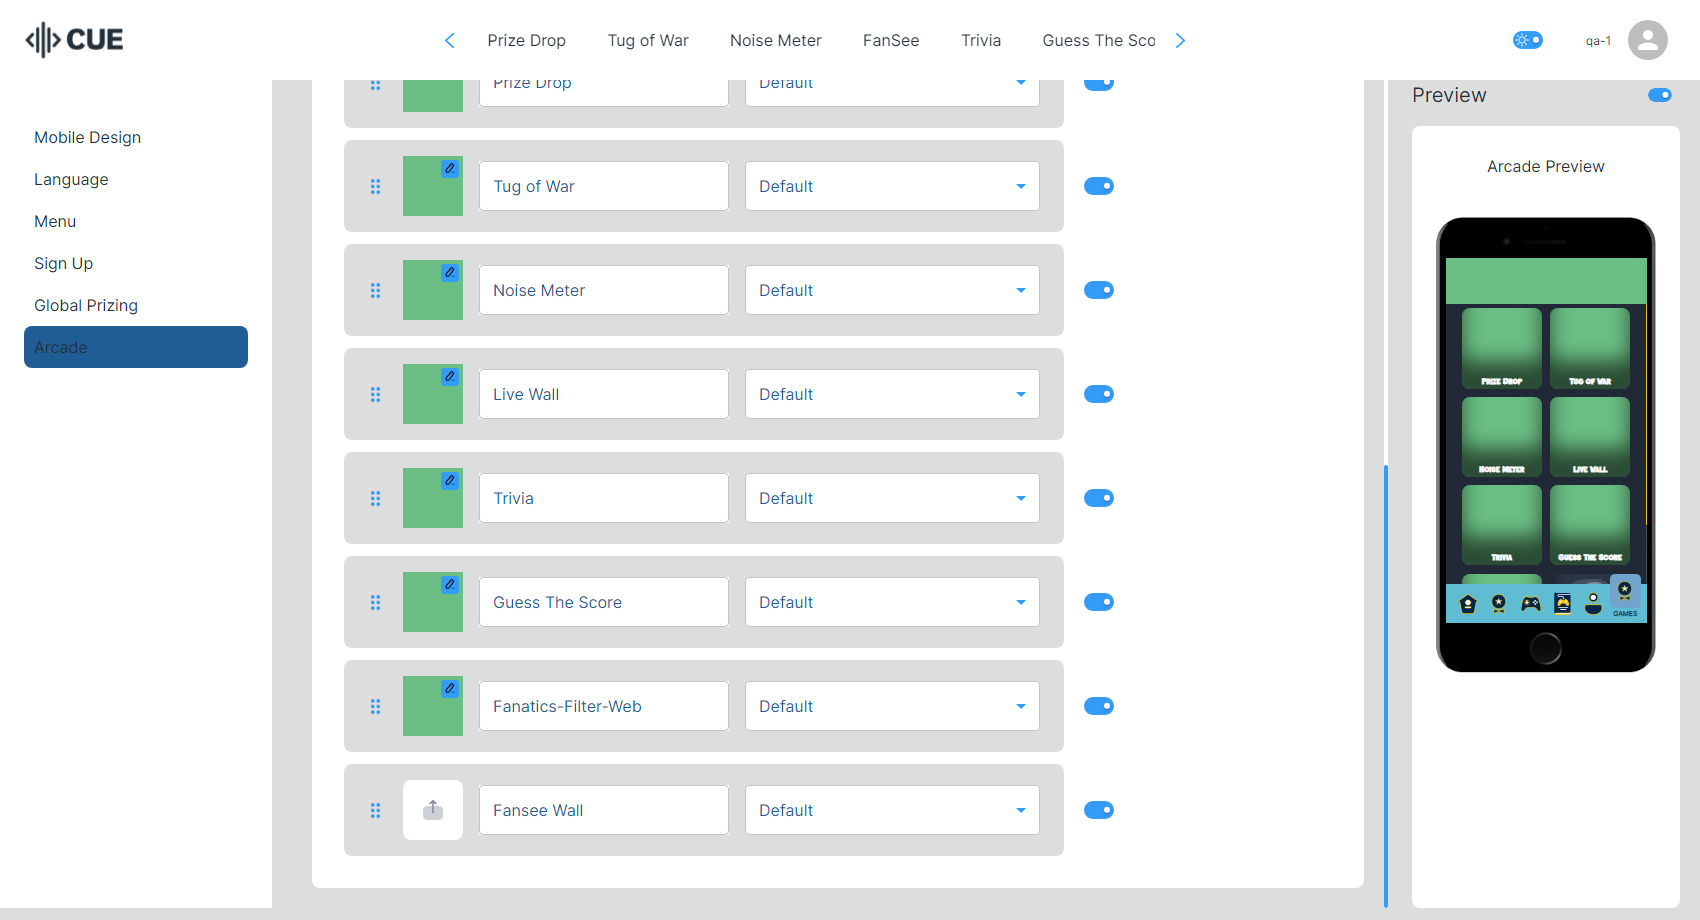 CUE
Prize Drop
Tug of War
Noise Meter
FanSee
Trivia
Guess The Sco
qa-1
Mobile Design
Language
Menu
Sign Up
Global Prizing
Arcade
Prize Drop
Default
Tug of War
Default
Noise Meter
Default
Live Wall
Default
Trivia
Default
Guess The Score
Default
Fanatics-Filter-Web
Default
Fansee Wall
Default
Preview
Arcade Preview
Prize Drop
Tug of War
Noise Meter
Live Wall
Trivia
Guess The Score
GAMES